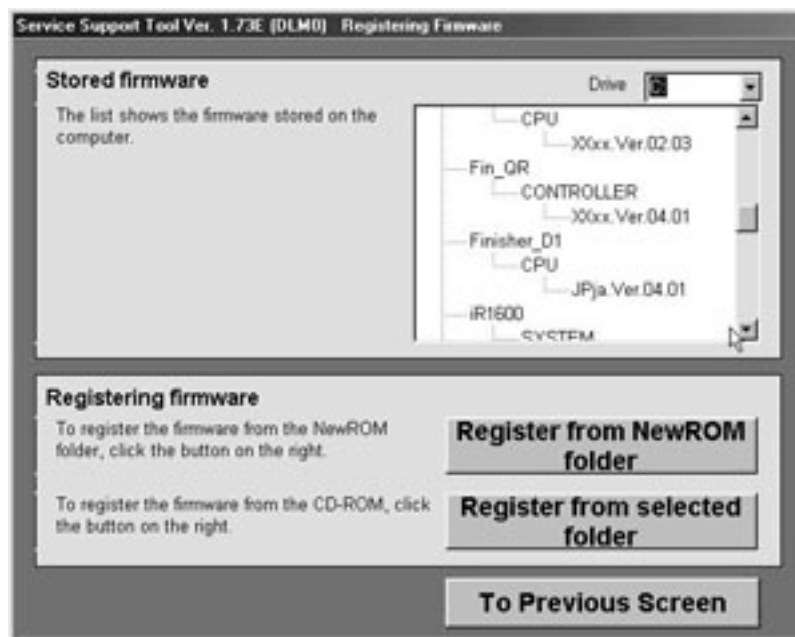 Service Support Tool Ver. 1.73E (DLM0) Registering Firmware
Stored firmware
Drive
The list shows the firmware stored on the
computer.
CPU
XXxx.Ver.02.03
Fin_QR
CONTROLLER
XXxx.Ver.04.01
Finisher_D1
CPU
JPja.Ver.04.01
iR1600
SYSTEM
Registering firmware
To register the firmware from the NewROM
folder, click the button on the right.
Register from NewROM
folder
To register the firmware from the CD-ROM, click
the button on the right.
Register from selected
folder
To Previous Screen